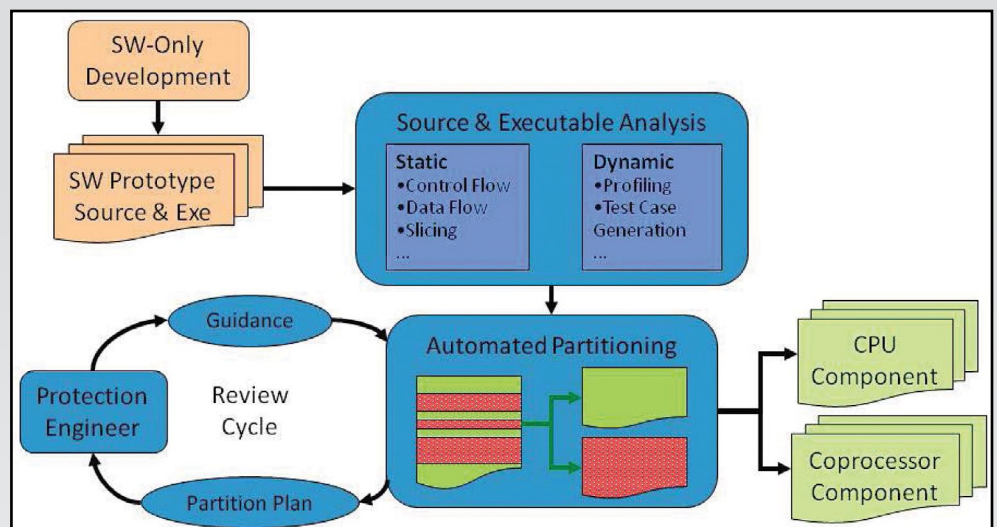 SW-Only
Development
SW Prototype
Source & Exe
Source & Executable Analysis
Static
•Control Flow
•Data Flow
•Slicing
...
Dynamic
•Profiling
•Test Case
Generation
...
Guidance
Protection
Engineer
Review
Cycle
Partition Plan
Automated Partitioning
CPU
Component
Coprocessor
Component